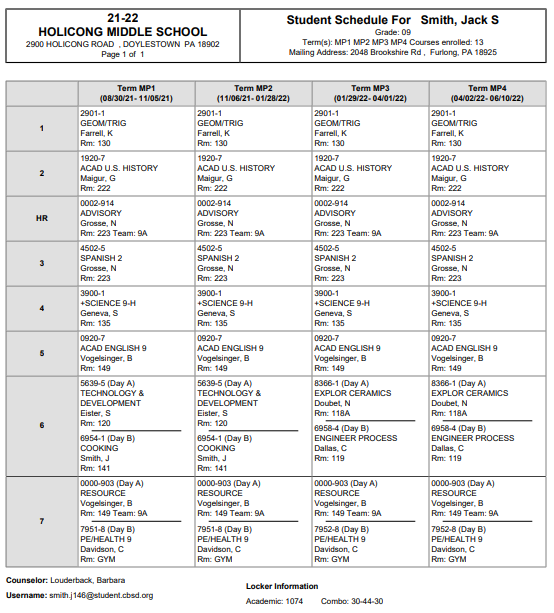 21-22
HOLICONG MIDDLE SCHOOL
2900 HOLICONG ROAD , DOYLESTOWN PA 18902
Page 1 of 1
Student Schedule For Smith, Jack S
Grade: 09
Term(s): MP1 MP2 MP3 MP4 Courses enrolled: 13
Mailing Address: 2048 Brookshire Rd , Furlong, PA 18925
Term MP1 Term MP2 Term MP3 Term MP4
(08/30/21- 11/05/21) (11/06/21- 01/28/22) (01/29/22- 04/01/22) (04/02/22- 06/10/22)
2901-1 2901-1 2901-1 2901-1
GEOM/TRIG GEOM/TRIG GEOM/TRIG GEOM/TRIG
1 Farrell, K Farrell, K Farrell, K Farrell, K
Rm: 130 Rm: 130 Rm: 130 Rm: 130
1920-7 1920-7 1920-7 1920-7
ACAD U.S. HISTORY ACAD U.S. HISTORY ACAD U.S. HISTORY ACAD U.S. HISTORY
2 Maigur, G Maigur, G Maigur, G Maigur, G
Rm: 222 Rm: 222 Rm: 222 Rm: 222
0002-914 0002-914 0002-914 0002-914
ADVISORY ADVISORY ADVISORY ADVISORY
HR Grosse, N Grosse, N Grosse, N Grosse, N
Rm: 223 Team: 9A Rm: 223 Team: 9A Rm: 223 Team: 9A Rm: 223 Team: 9A
4502-5 4502-5 4502-5 4502-5
SPANISH 2 SPANISH 2 SPANISH 2 SPANISH 2
3 Grosse, N Grosse, N Grosse, N Grosse, N
Rm: 223 Rm: 223 Rm: 223 Rm: 223
3900-1 3900-1 3900-1 3900-1
+SCIENCE 9-H +SCIENCE 9-H +SCIENCE 9-H +SCIENCE 9-H
4 Geneva, S Geneva, S Geneva, S Geneva, S
Rm: 135 Rm: 135 Rm: 135 Rm: 135
0920-7 0920-7 0920-7 0920-7
ACAD ENGLISH 9 ACAD ENGLISH 9 ACAD ENGLISH 9 ACAD ENGLISH 9
5 Vogelsinger, B Vogelsinger, B Vogelsinger, B Vogelsinger, B
Rm: 149 Rm: 149 Rm: 149 Rm: 149
5639-5 (Day A) 5639-5 (Day A) 8366-1 (Day A) 8366-1 (Day A)
TECHNOLOGY & TECHNOLOGY & EXPLOR CERAMICS EXPLOR CERAMICS
DEVELOPMENT DEVELOPMENT Doubet, N Doubet, N
Eister, S Eister, S Rm: 118A Rm: 118A
6 Rm: 120 Rm: 120 6958-4 (Day B) 6958-4 (Day B)
6954-1 (Day B) 6954-1 (Day B) ENGINEER PROCESS ENGINEER PROCESS
COOKING COOKING Dallas, C Dallas, C
Smith, J Smith, J Rm: 119 Rm: 119
Rm: 141 Rm: 141
0000-903 (Day A) 0000-903 (Day A) 0000-903 (Day A) 0000-903 (Day A)
RESOURCE RESOURCE RESOURCE RESOURCE
Vogelsinger, B Vogelsinger, B Vogelsinger, B Vogelsinger, B
Rm: 149 Team: 9A Rm: 149 Team: 9A Rm: 149 Team: 9A Rm: 149 Team: 9A
7 7951-8 (Day B) 7951-8 (Day B) 7952-8 (Day B) 7952-8 (Day B)
PE/HEALTH 9 PE/HEALTH 9 PE/HEALTH 9 PE/HEALTH 9
Davidson, C Davidson, C Davidson, C Davidson, C
Rm: GYM Rm: GYM Rm: GYM Rm: GYM
Counselor: Louderback, Barbara
Username: smith.j146@student.cbsd.org
Locker Information
Academic: 1074 Combo: 30-44-30